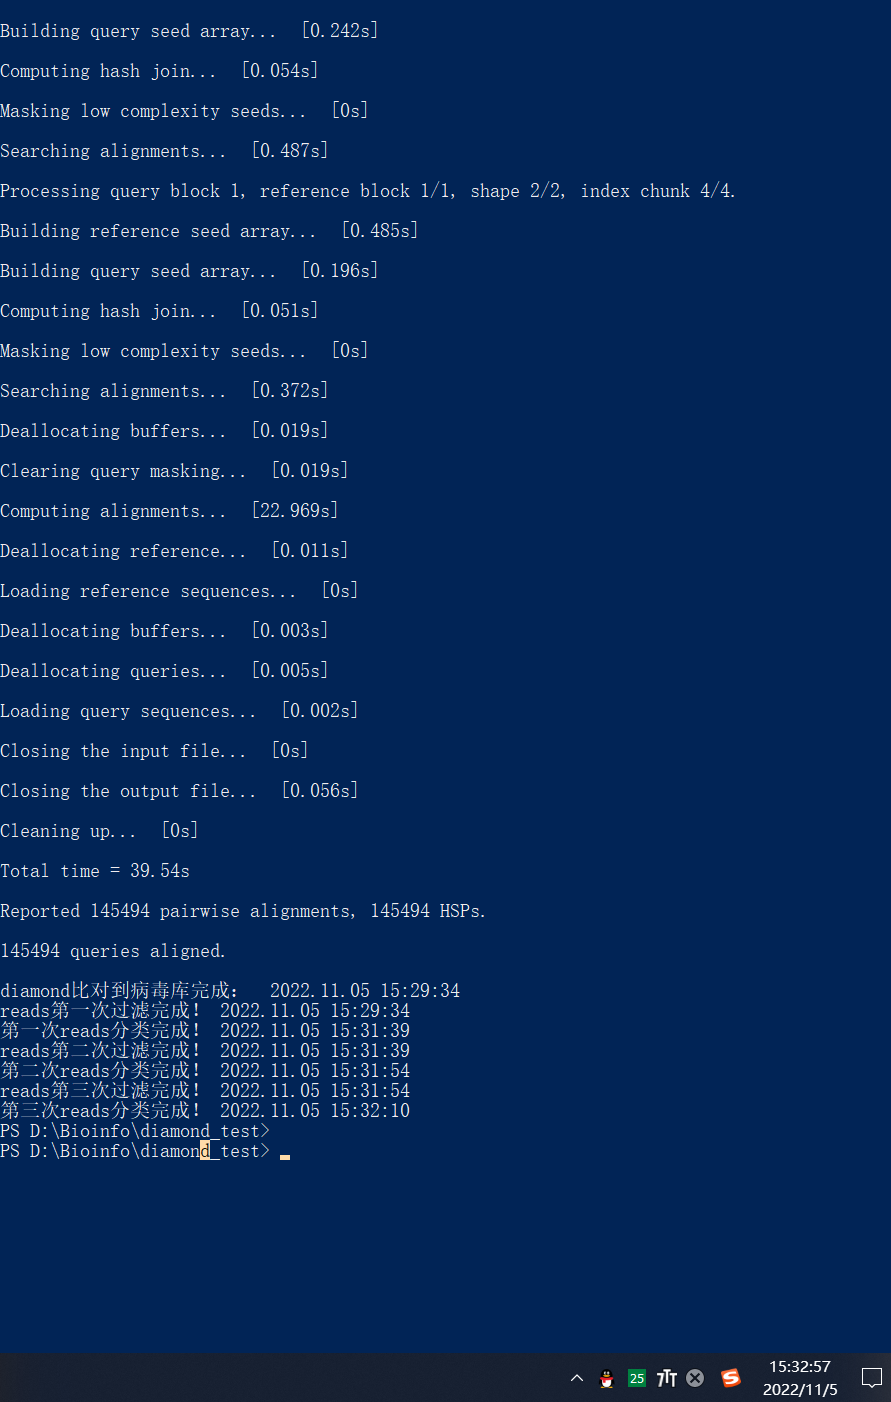 Building query seed array...  [0.242s]
Computing hash join...  [0.054s]
Masking low complexity seeds...  [0s]
Searching alignments...  [0.487s]
Processing query block 1, reference block 1/1, shape 2/2, index chunk 4/4.
Building reference seed array...  [0.485s]
Building query seed array...  [0.196s]
Computing hash join...  [0.051s]
Masking low complexity seeds...  [0s]
Searching alignments...  [0.372s]
Deallocating buffers...  [0.019s]
Clearing query masking...  [0.019s]
Computing alignments...  [22.969s]
Deallocating reference...  [0.011s]
Loading reference sequences...  [0s]
Deallocating buffers...  [0.003s]
Deallocating queries...  [0.005s]
Loading query sequences...  [0.002s]
Closing the input file...  [0s]
Closing the output file...  [0.056s]
Cleaning up...  [0s]
Total time = 39.54s
Reported 145494 pairwise alignments, 145494 HSPs.
145494 queries aligned.
diamond比对到病毒库完成：  2022.11.05 15:29:34
reads第一次过滤完成！ 2022.11.05 15:29:34
第一次reads分类完成！ 2022.11.05 15:31:39
reads第二次过滤完成！ 2022.11.05 15:31:39
第二次reads分类完成！ 2022.11.05 15:31:54
reads第三次过滤完成！ 2022.11.05 15:31:54
第三次reads分类完成！ 2022.11.05 15:32:10
PS D:\Bioinfo\diamond_test>
PS D:\Bioinfo\diamond_test>
25
15:32:57
2022/11/5